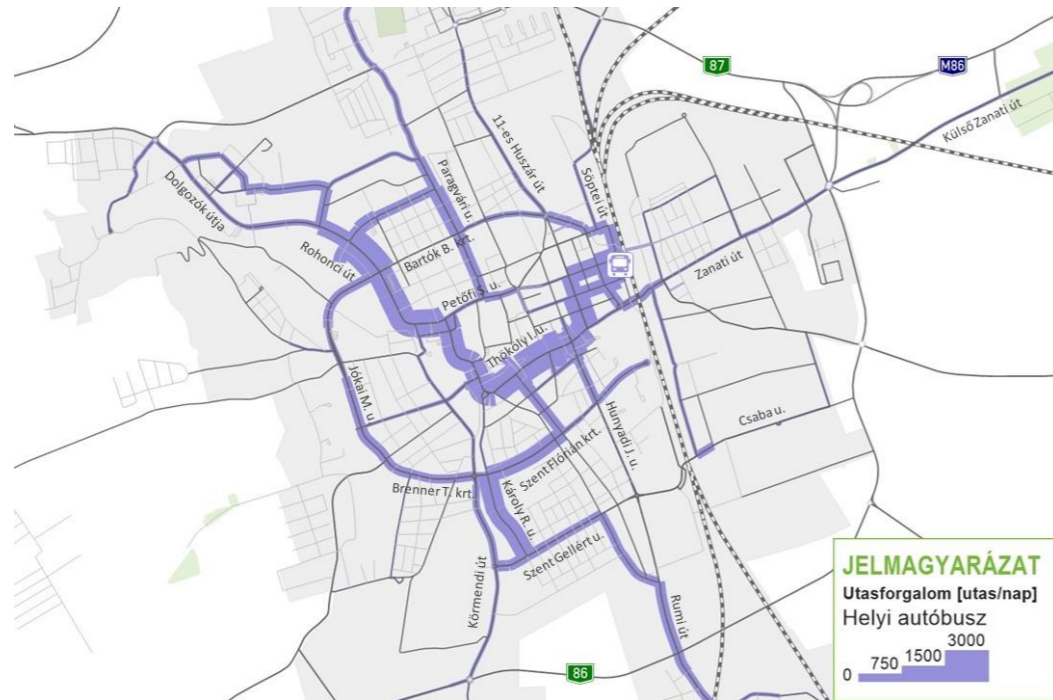 87
M86
Külső Zanati út
11-es Huszár út
Paragvári u.
Söptei út
Dolgozók útja
Rohonci út
Bartók B. krt.
Zanati út
Petőfi S. u.
Thököly I. u.
Jókai M. u.
Hunyadi J. u.
Csaba u.
Szent Flórián krt.
Brenner T. krt.
Károly R. u.
Szent Gellért u.
Körmendi út
Rumi út
86
JELMAGYARÁZAT
Utasforgalom [utas/nap]
Helyi autóbusz
0 750 1500 3000